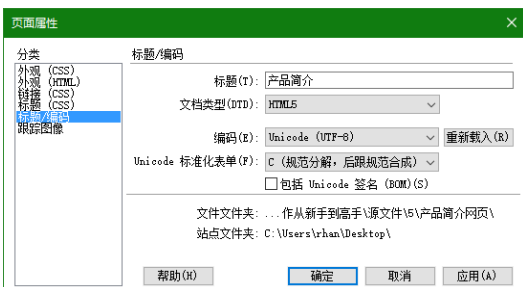 页面属性
分类
外观 (CSS)
外观 (HTML)
链接 (CSS)
标题 (CSS)
标题/编码
跟踪图像
标题/编码
标题(T): 产品简介
文档类型(DTD): HTML5
编码(E): Unicode (UTF-8) 重新载入(R)
Unicode 标准化表单(F): C (规范分解，后跟规范合成)
包括 Unicode 签名 (BOM)(S)
文件文件夹: ...作从新手到高手\源文件\5\产品简介网页\
站点文件夹: C:\Users\rhan\Desktop\
帮助(H) 确定 取消 应用(A)